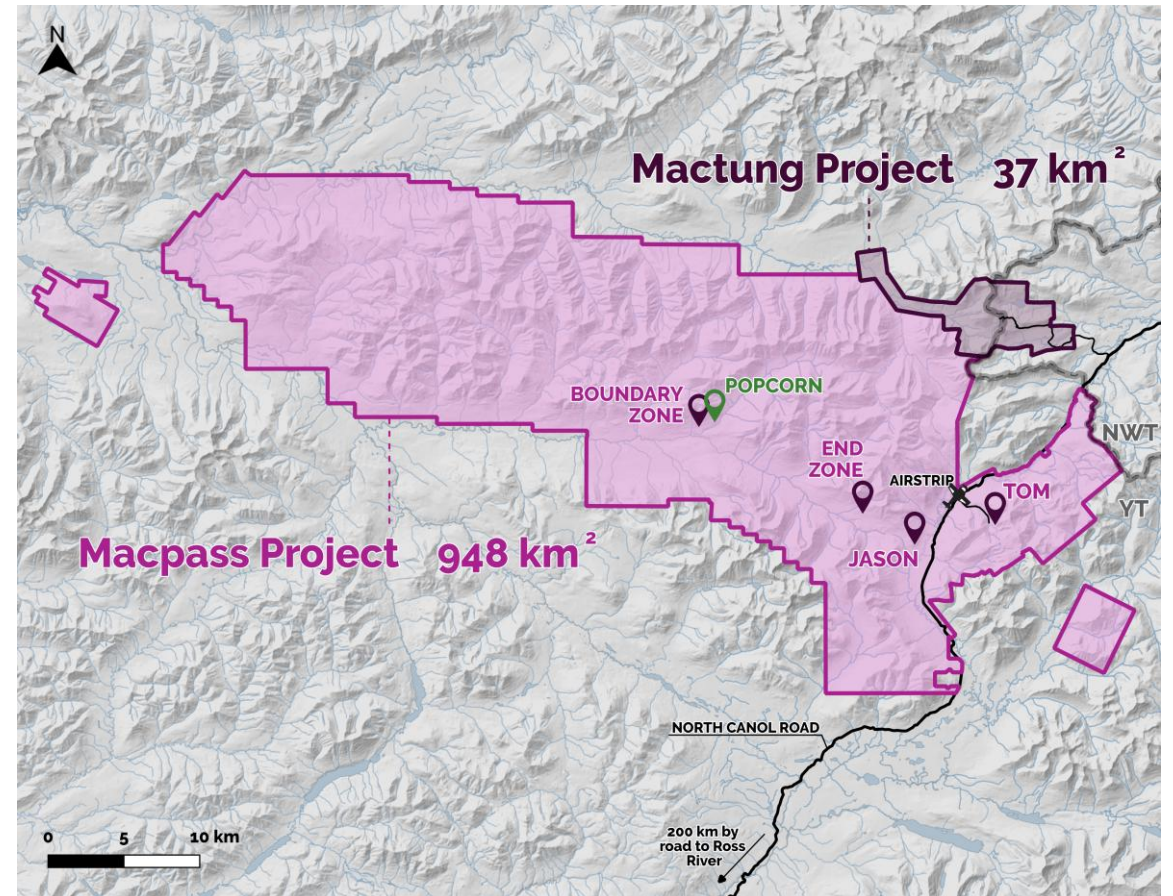 N
Mactung Project 37 km²
BOUNDARY
ZONE
POPCORN
END
ZONE
AIRSTRIP
TOM
NWT
YT
JASON
Macpass Project 948 km²
NORTH CANOL ROAD
0 5 10 km
200 km by
road to Ross
River